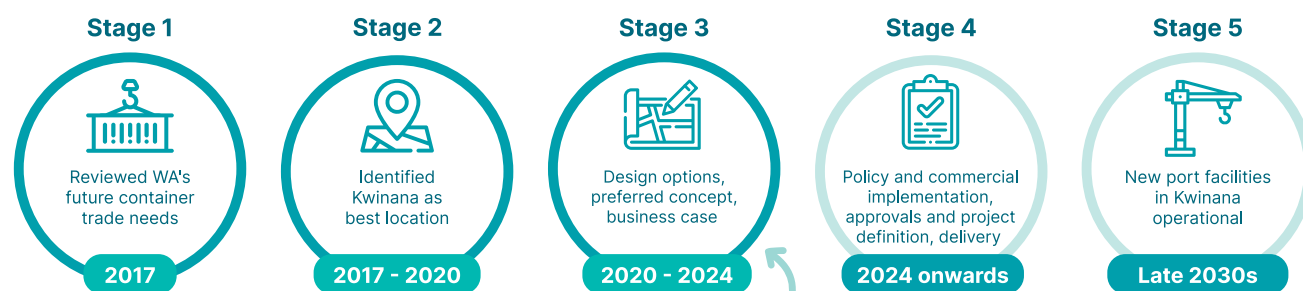 Stage 1
Reviewed WA's
future container
trade needs
2017
Stage 2
Identified
Kwinana as
best location
2017 - 2020
Stage 3
Design options,
preferred concept,
business case
2020 - 2024
Stage 4
Policy and commercial
implementation,
approvals and project
definition, delivery
2024 onwards
Stage 5
New port facilities
in Kwinana
operational
Late 2030s